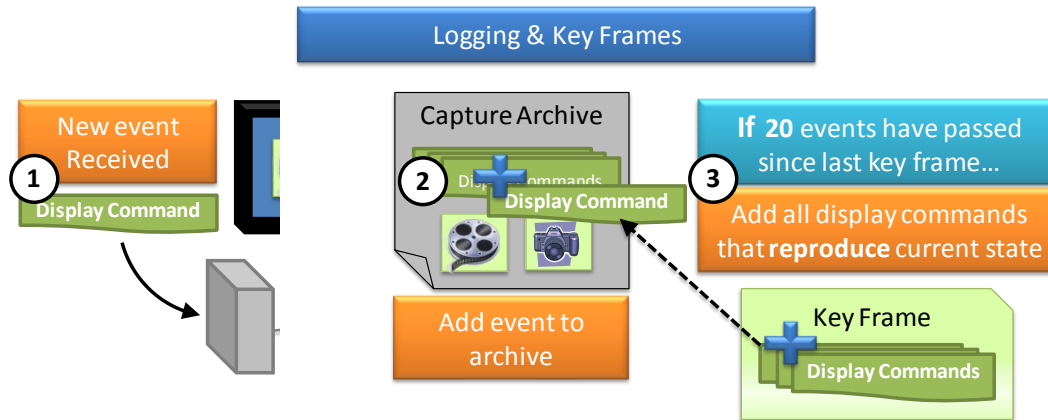 Logging & Key Frames
New event
Received
1
Display Command
Capture Archive
2
Display Commands
Display Command
Add event to
archive
3
If 20 events have passed
since last key frame…
Add all display commands
that reproduce current state
Key Frame
Display Commands